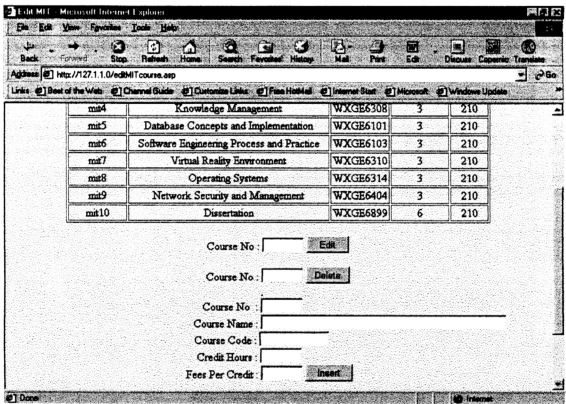 Edit MIT - Microsoft Internet Explorer
File Edit View Favorites Tools Help
Back Forward Stop Refresh Home Search Favorites History Mail Print Edit Discuss Copernic Translate
Address http://127.1.1.0/editMITcourse.asp Go
Links Best of the Web Channel Guide Customize Links Free HotMail Internet Start Microsoft Windows Update
mit4 Knowledge Management WXGE6308 3 210
mit5 Database Concepts and Implementation WXGE6101 3 210
mit6 Software Engineering Process and Practice WXGE6103 3 210
mit7 Virtual Reality Environment WXGE6310 3 210
mit8 Operating Systems WXGE6314 3 210
mit9 Network Security and Management WXGE6404 3 210
mit10 Dissertation WXGE6899 6 210
Course No : Edit
Course No : Delete
Course No :
Course Name :
Course Code :
Credit Hours :
Fees Per Credit : Insert
Done Internet